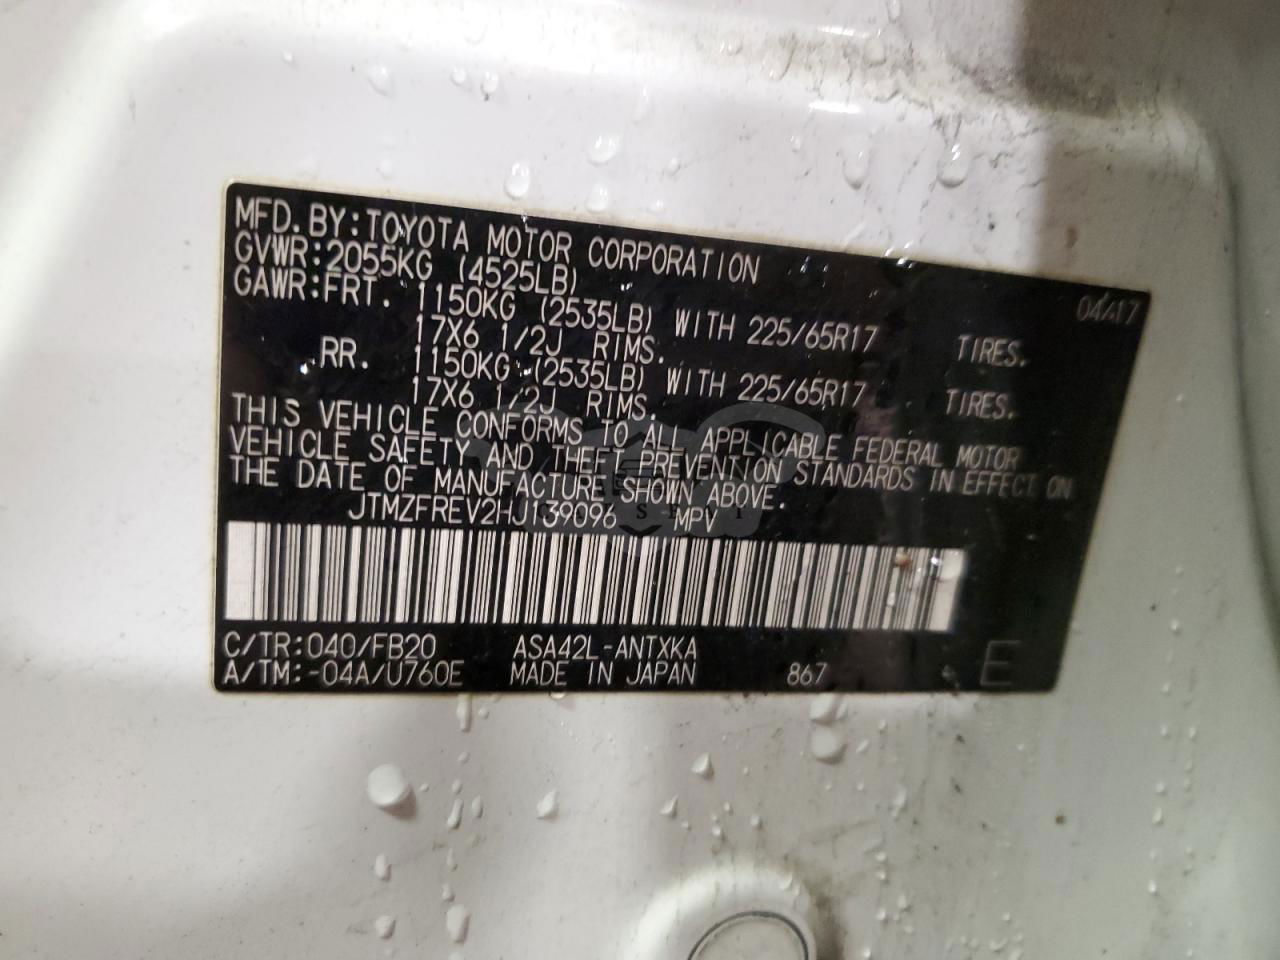 MFD.BY:TOYOTA MOTOR CORPORATION 04/17
GVWR:2055KG (4525LB)
GAWR:FRT. 1150KG (2535LB) WITH 225/65R17 TIRES.
17X6 1/2J RIMS.
RR. 1150KG (2535LB) WITH 225/65R17 TIRES.
17X6 1/2J RIMS.
THIS VEHICLE CONFORMS TO ALL APPLICABLE FEDERAL MOTOR
VEHICLE SAFETY AND THEFT PREVENTION STANDARDS IN EFFECT ON
THE DATE OF MANUFACTURE SHOWN ABOVE.
JTMZFREV2HJ139096 MPV
C/TR:040/FB20 ASA42L-ANTXKA
A/TM:-04A/U760E MADE IN JAPAN 867 E